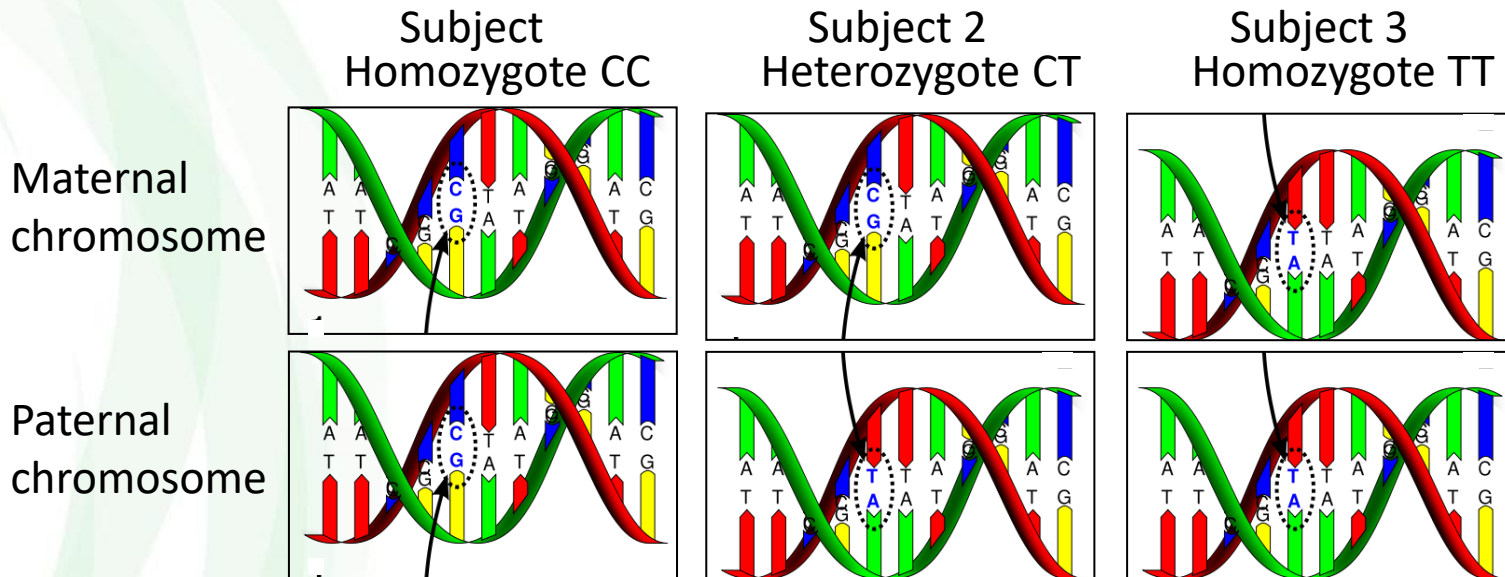 Subject
Homozygote CC
Subject 2
Heterozygote CT
Subject 3
Homozygote TT
Maternal
chromosome
A A C T A G G A C
T T C G G A T T G
A A C T A G G A C
T T C G G A T T G
A A T T A G G A C
T T C G A A T T G
Paternal
chromosome
A A C T A G G A C
T T C G G A T T G
A A T T A G G A C
T T C G A A T T G
A A T T A G G A C
T T C G A A T T G